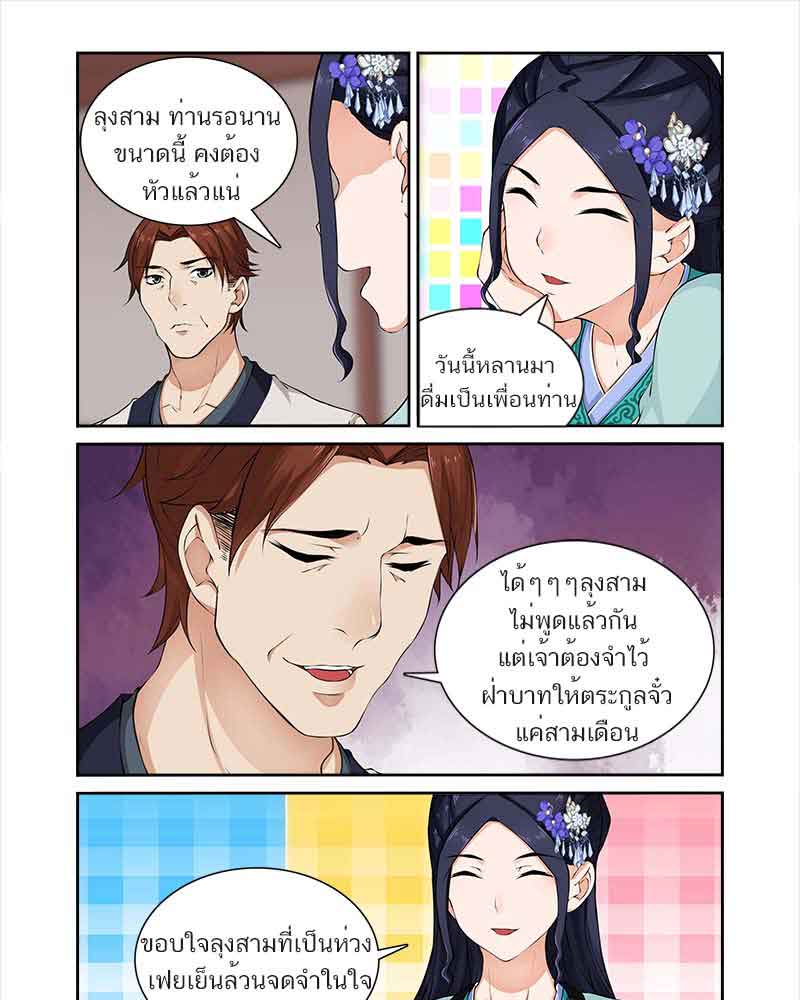 ลุงสาม ท่านรอนาน
ขนาดนี้ คงต้อง
หัวแล้วแน่
วันนี้หลานมา
ดื่มเป็นเพื่อนท่าน
ได้ๆๆๆลุงสาม
ไม่พูดแล้วกัน
แต่เจ้าต้องจำไว้
ฝ่าบาทให้ตระกูลจั๋ว
แค่สามเดือน
ขอบใจลุงสามที่เป็นห่วง
เฟยเย็นล้วนจดจำในใจ